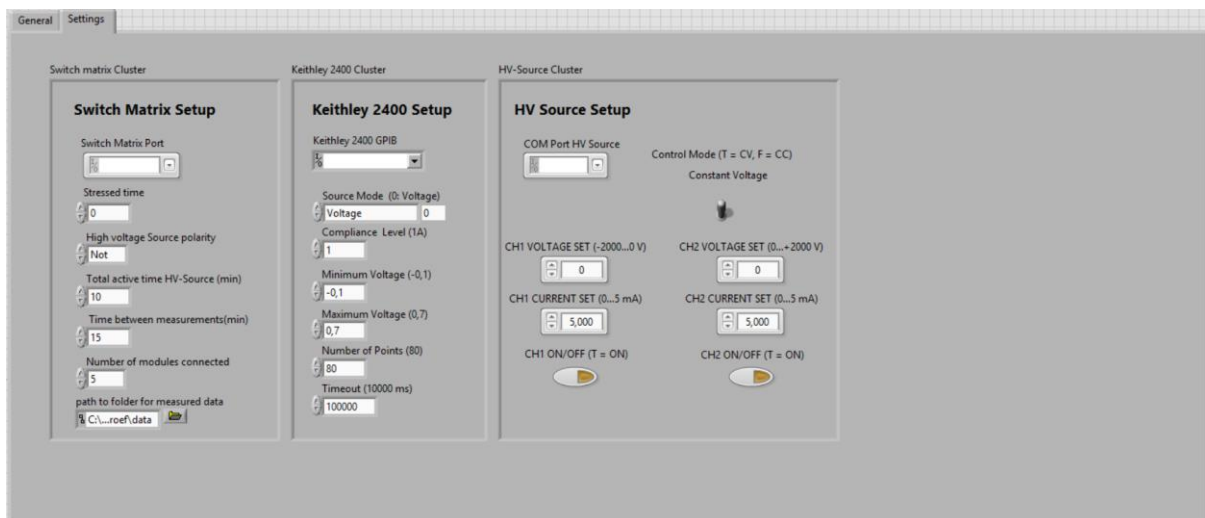 General
Settings
Switch matrix Cluster
Switch Matrix Setup
Switch Matrix Port
Stressed time
0
High voltage Source polarity
Not
Total active time HV-Source (min)
10
Time between measurements(min)
15
Number of modules connected
5
path to folder for measured data
C:\...roef\data
Keithley 2400 Cluster
Keithley 2400 Setup
Keithley 2400 GPIB
Source Mode (0: Voltage)
Voltage 0
Compliance Level (1A)
1
Minimum Voltage (-0,1)
-0,1
Maximum Voltage (0,7)
0,7
Number of Points (80)
80
Timeout (10000 ms)
100000
HV-Source Cluster
HV Source Setup
COM Port HV Source
Control Mode (T = CV, F = CC)
Constant Voltage
CH1 VOLTAGE SET (-2000...0 V)
0
CH2 VOLTAGE SET (0...+2000 V)
0
CH1 CURRENT SET (0...5 mA)
5,000
CH2 CURRENT SET (0...5 mA)
5,000
CH1 ON/OFF (T = ON)
CH2 ON/OFF (T = ON)